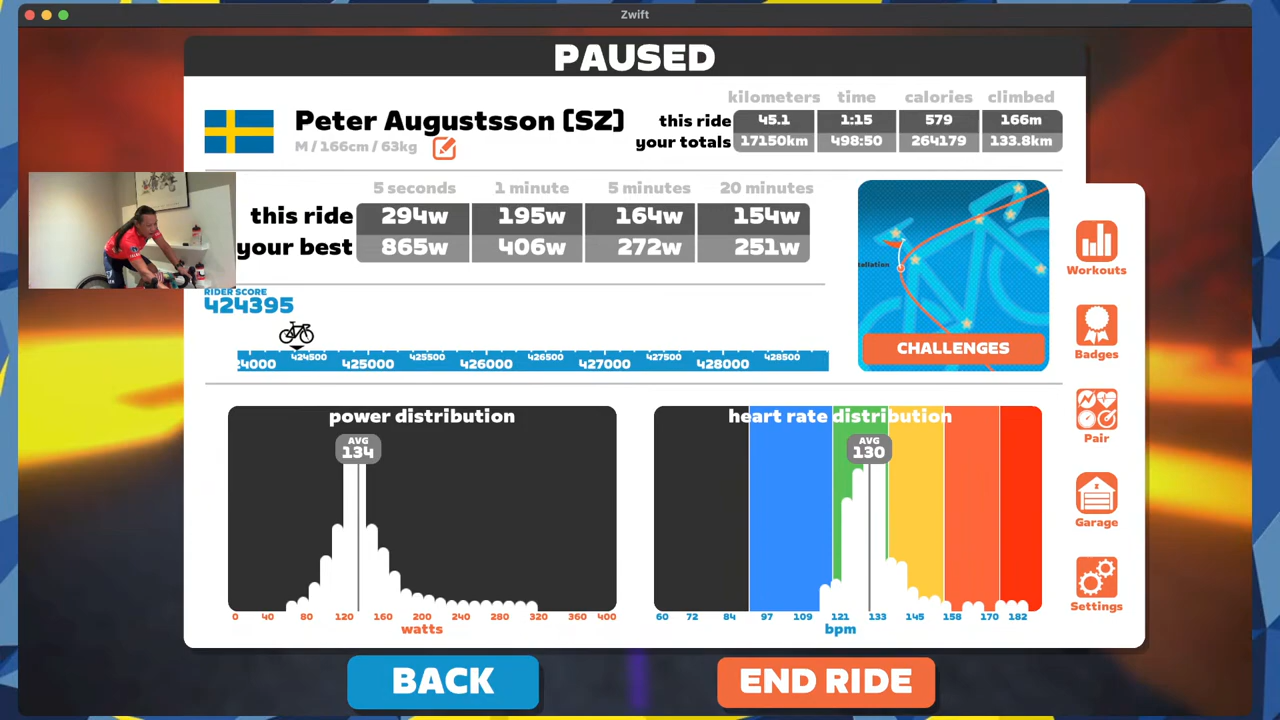 Zwift
PAUSED
Peter Augustsson (SZ)
M / 166cm / 63kg
kilometers time calories climbed
this ride 45.1 1:15 579 166m
your totals 17150km 498:50 264179 133.8km
5 seconds 1 minute 5 minutes 20 minutes
this ride 294w 195w 164w 154w
your best 865w 406w 272w 251w
RIDER SCORE
424395
424500 425500 426500 427500 428500
24000 425000 426000 427000 428000
tallation
CHALLENGES
Workouts
Badges
Pair
Garage
Settings
power distribution
AVG
134
0 40 80 120 160 200 240 280 320 360 400
watts
heart rate distribution
AVG
130
60 72 84 97 109 121 133 145 158 170 182
bpm
BACK
END RIDE